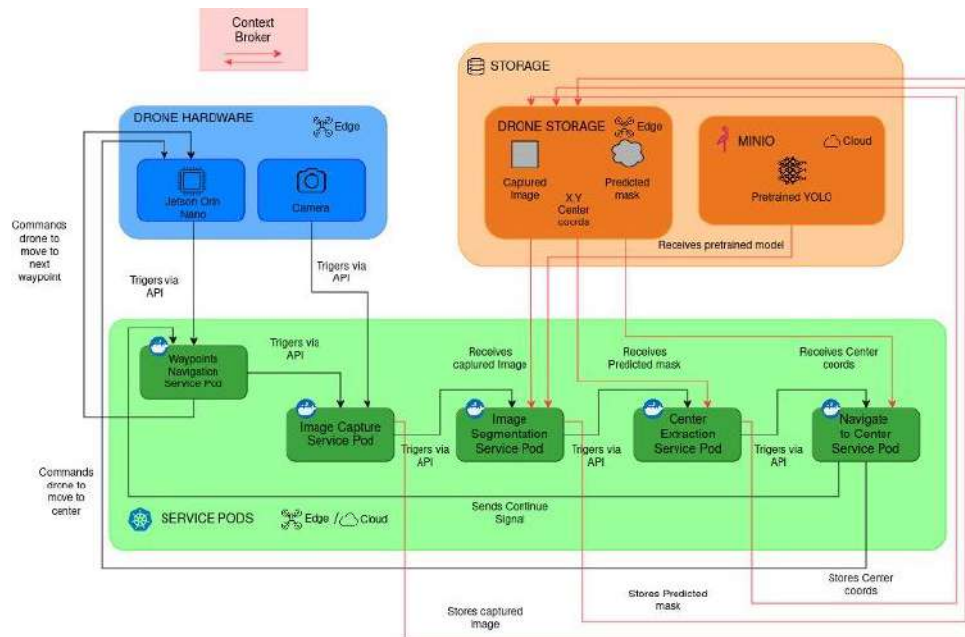 Context
Broker
STORAGE
DRONE HARDWARE
Edge
Jetson Orin
Nano
Camera
DRONE STORAGE
Edge
Captured
Image
Predicted
mask
X,Y
Center
coords
MINIO
Cloud
Pretrained YOLO
Commands
drone to
move to
next
waypoint
Trigers via
API
Trigers via
API
Receives pretrained model
Waypoints
Navigation
Service Pod
Trigers via
API
Receives
captured Image
Receives
Predicted mask
Receives Center
coords
Image Capture
Service Pod
Trigers via
API
Image
Segmentation
Service Pod
Trigers via
API
Center
Extraction
Service Pod
Trigers via
API
Navigate
to Center
Service Pod
Commands
drone to
move to
center
Sends Continue
Signal
SERVICE PODS
Edge / Cloud
Stores captured
image
Stores Predicted
mask
Stores Center
coords